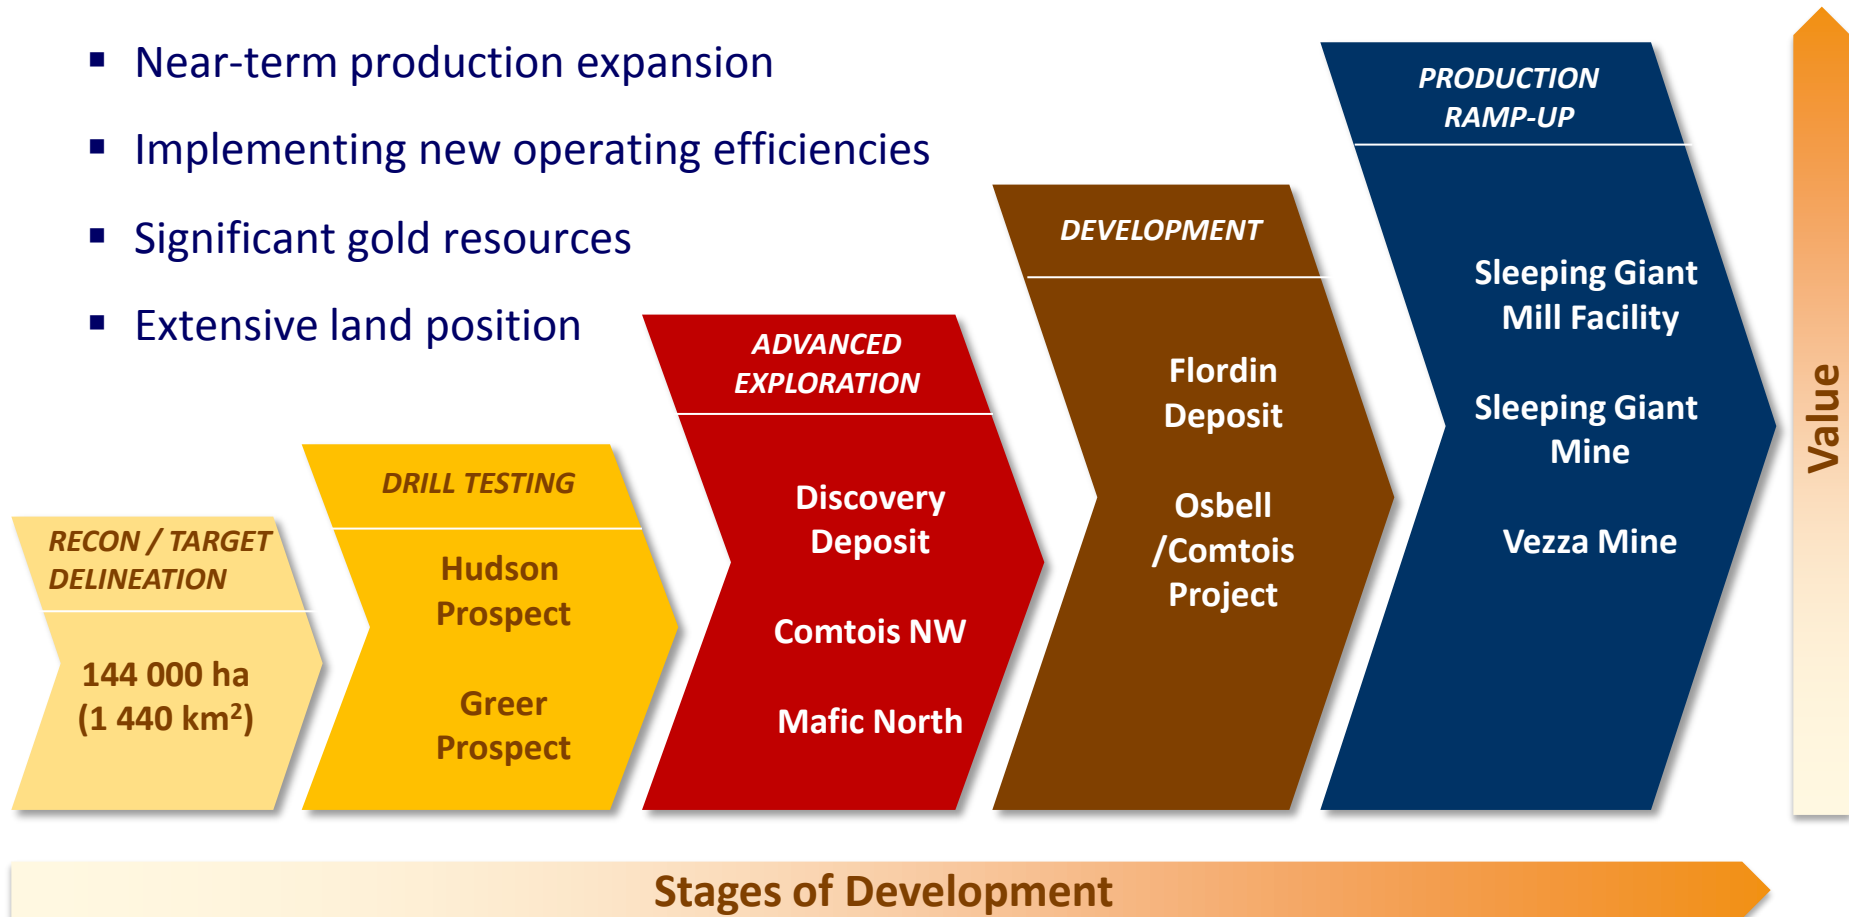 ▪ Near-term production expansion
▪ Implementing new operating efficiencies
▪ Significant gold resources
▪ Extensive land position
RECON / TARGET
DELINEATION
144 000 ha
(1 440 km²)
DRILL TESTING
Hudson
Prospect
Greer
Prospect
ADVANCED
EXPLORATION
Discovery
Deposit
Comtois NW
Mafic North
DEVELOPMENT
Flordin
Deposit
Osbell
/Comtois
Project
PRODUCTION
RAMP-UP
Sleeping Giant
Mill Facility
Sleeping Giant
Mine
Vezza Mine
Value
Stages of Development